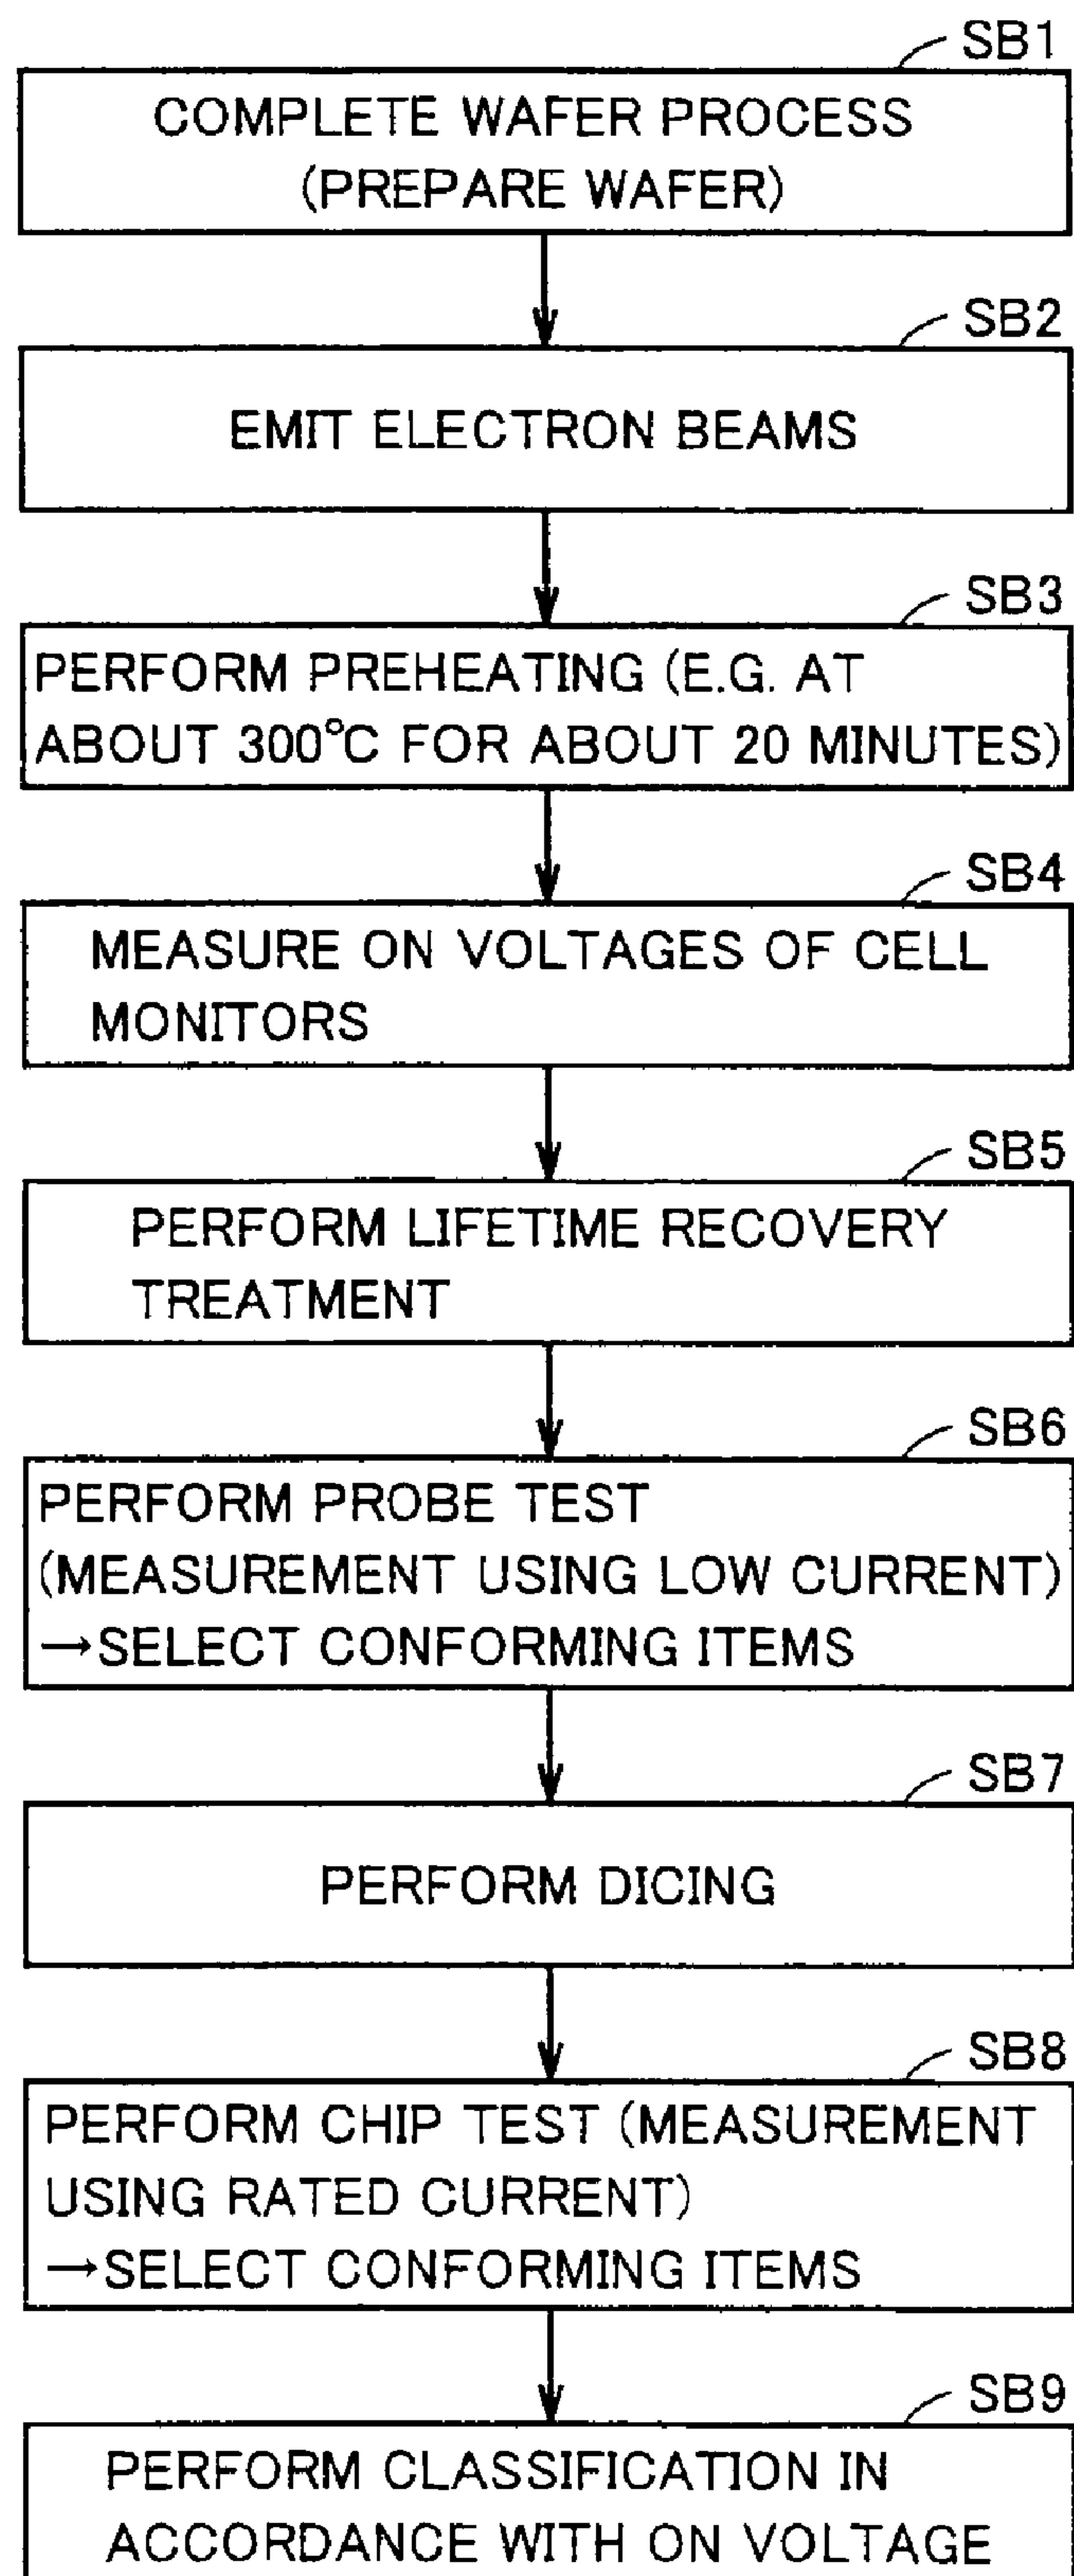 SB1
COMPLETE WAFER PROCESS
(PREPARE WAFER)
SB2
EMIT ELECTRON BEAMS
SB3
PERFORM PREHEATING (E.G. AT
ABOUT 300℃ FOR ABOUT 20 MINUTES)
SB4
MEASURE ON VOLTAGES OF CELL
MONITORS
SB5
PERFORM LIFETIME RECOVERY
TREATMENT
SB6
PERFORM PROBE TEST
(MEASUREMENT USING LOW CURRENT)
→SELECT CONFORMING ITEMS
SB7
PERFORM DICING
SB8
PERFORM CHIP TEST (MEASUREMENT
USING RATED CURRENT)
→SELECT CONFORMING ITEMS
SB9
PERFORM CLASSIFICATION IN
ACCORDANCE WITH ON VOLTAGE